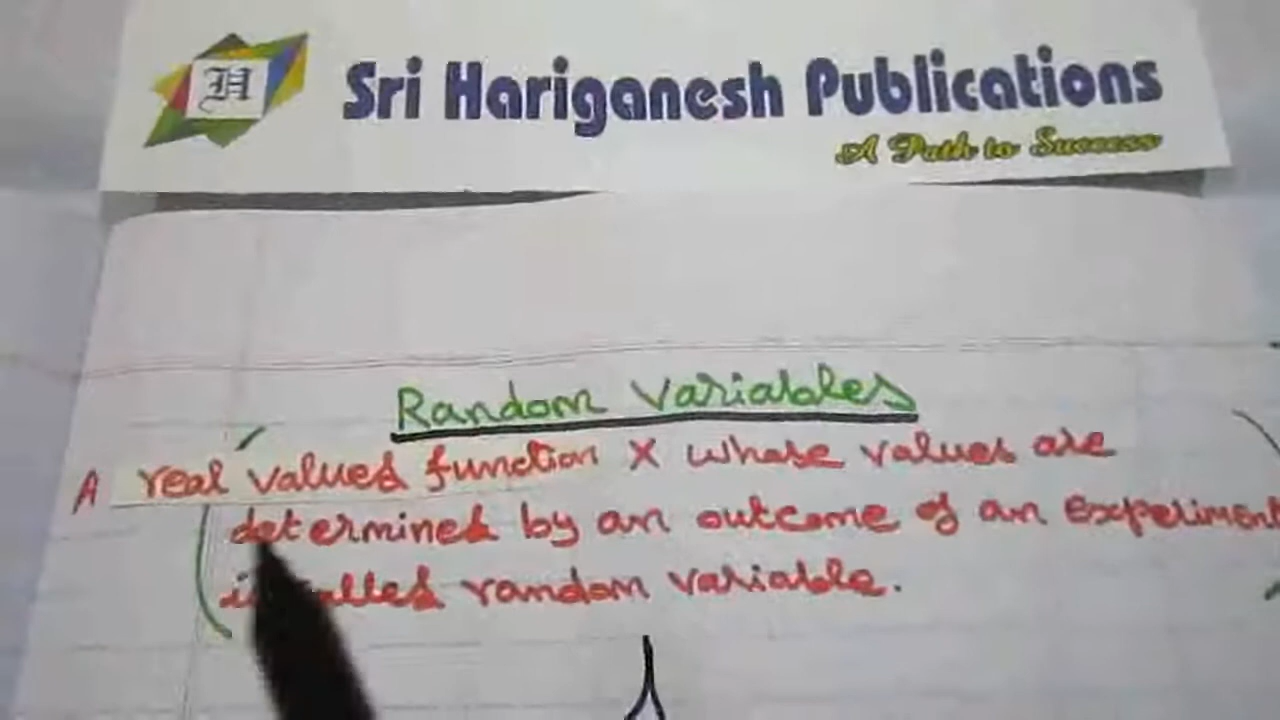 H
Sri Hariganesh Publications
A Path to Success
Random Variables
A real valued function X whose values are
determined by an outcome of an Experiment
called random variable.